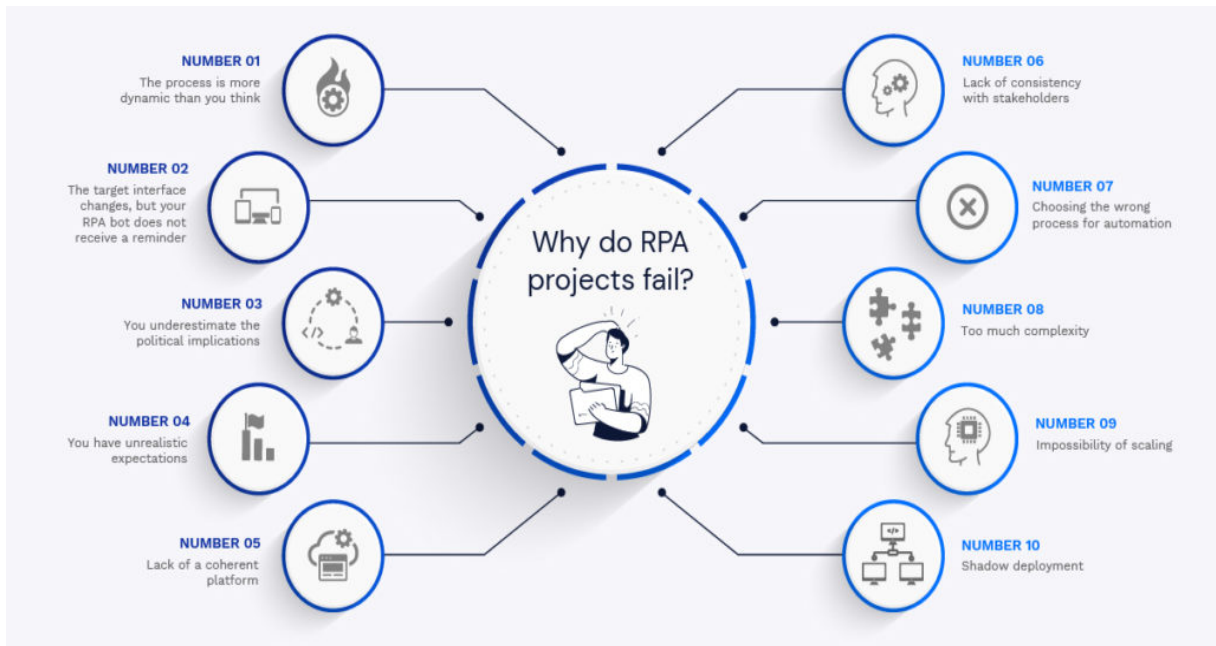 Why do RPA
projects fail?
NUMBER 01
The process is more
dynamic than you think
NUMBER 02
The target interface
changes, but your
RPA bot does not
receive a reminder
NUMBER 03
You underestimate the
political implications
NUMBER 04
You have unrealistic
expectations
NUMBER 05
Lack of a coherent
platform
NUMBER 06
Lack of consistency
with stakeholders
NUMBER 07
Choosing the wrong
process for automation
NUMBER 08
Too much complexity
NUMBER 09
Impossibility of scaling
NUMBER 10
Shadow deployment